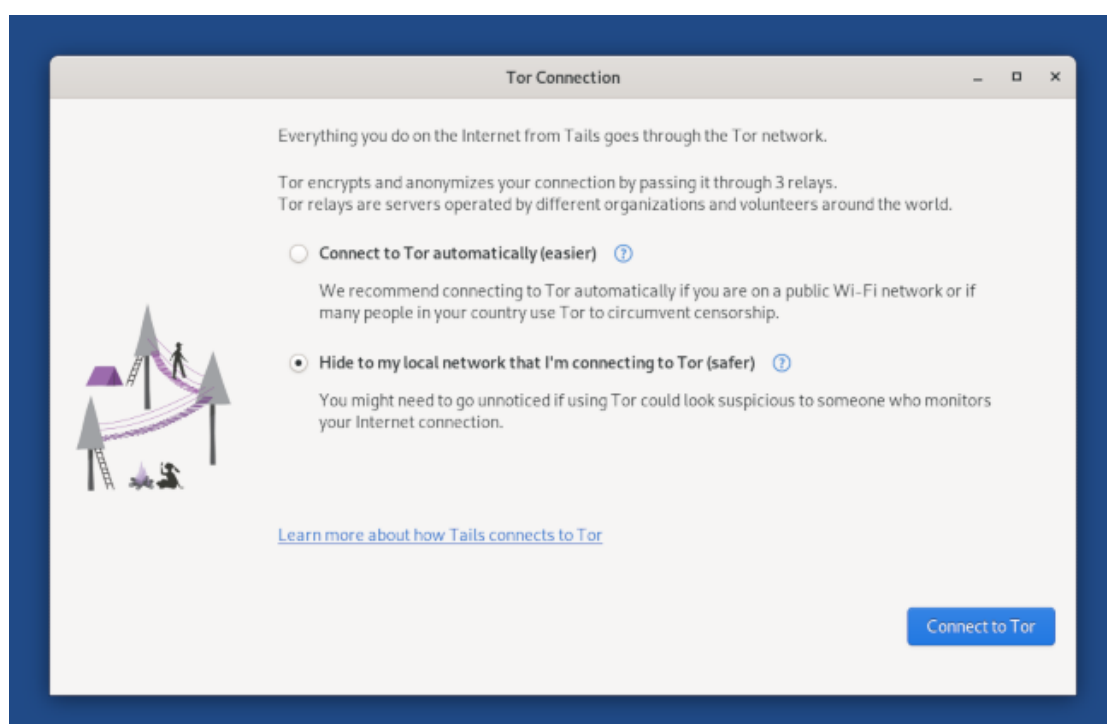 Tor Connection
Everything you do on the Internet from Tails goes through the Tor network.
Tor encrypts and anonymizes your connection by passing it through 3 relays.
Tor relays are servers operated by different organizations and volunteers around the world.
Connect to Tor automatically (easier) ?
We recommend connecting to Tor automatically if you are on a public Wi-Fi network or if
many people in your country use Tor to circumvent censorship.
Hide to my local network that I'm connecting to Tor (safer) ?
You might need to go unnoticed if using Tor could look suspicious to someone who monitors
your Internet connection.
Learn more about how Tails connects to Tor
Connect to Tor